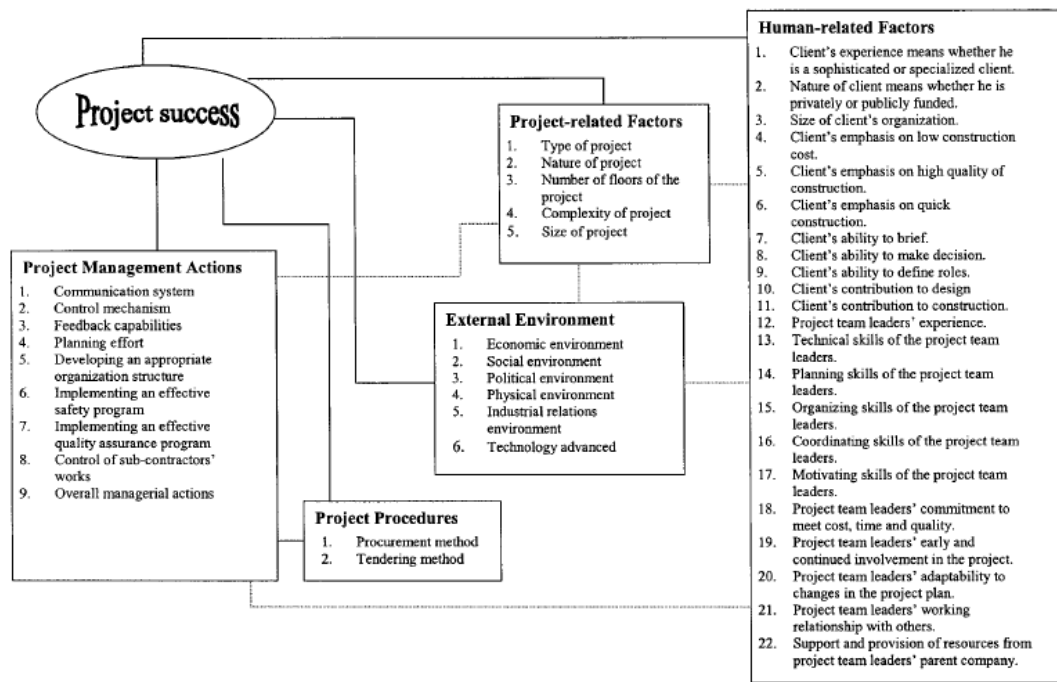 Project success
Project Management Actions
1. Communication system
2. Control mechanism
3. Feedback capabilities
4. Planning effort
5. Developing an appropriate
organization structure
6. Implementing an effective
safety program
7. Implementing an effective
quality assurance program
8. Control of sub-contractors'
works
9. Overall managerial actions
Project Procedures
1. Procurement method
2. Tendering method
Project-related Factors
1. Type of project
2. Nature of project
3. Number of floors of the
project
4. Complexity of project
5. Size of project
External Environment
1. Economic environment
2. Social environment
3. Political environment
4. Physical environment
5. Industrial relations
environment
6. Technology advanced
Human-related Factors
1. Client's experience means whether he
is a sophisticated or specialized client.
2. Nature of client means whether he is
privately or publicly funded.
3. Size of client's organization.
4. Client's emphasis on low construction
cost.
5. Client's emphasis on high quality of
construction.
6. Client's emphasis on quick
construction.
7. Client's ability to brief.
8. Client's ability to make decision.
9. Client's ability to define roles.
10. Client's contribution to design
11. Client's contribution to construction.
12. Project team leaders' experience.
13. Technical skills of the project team
leaders.
14. Planning skills of the project team
leaders.
15. Organizing skills of the project team
leaders.
16. Coordinating skills of the project team
leaders.
17. Motivating skills of the project team
leaders.
18. Project team leaders' commitment to
meet cost, time and quality.
19. Project team leaders' early and
continued involvement in the project.
20. Project team leaders' adaptability to
changes in the project plan.
21. Project team leaders' working
relationship with others.
22. Support and provision of resources from
project team leaders' parent company.